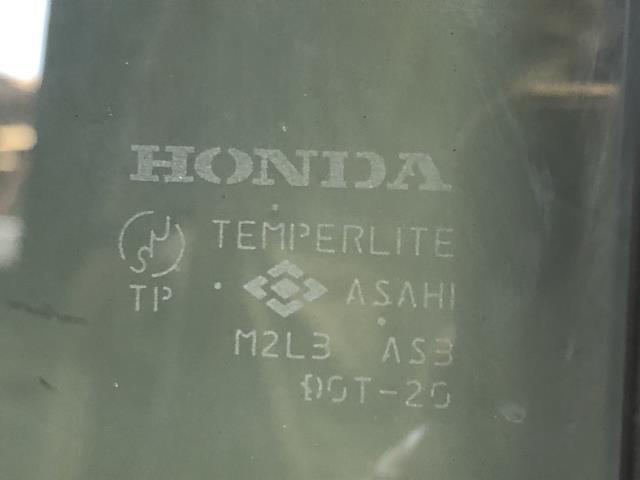 HONDA
TEMPERLITE
TP ASAHI
M2L3 AS3
DOT-20